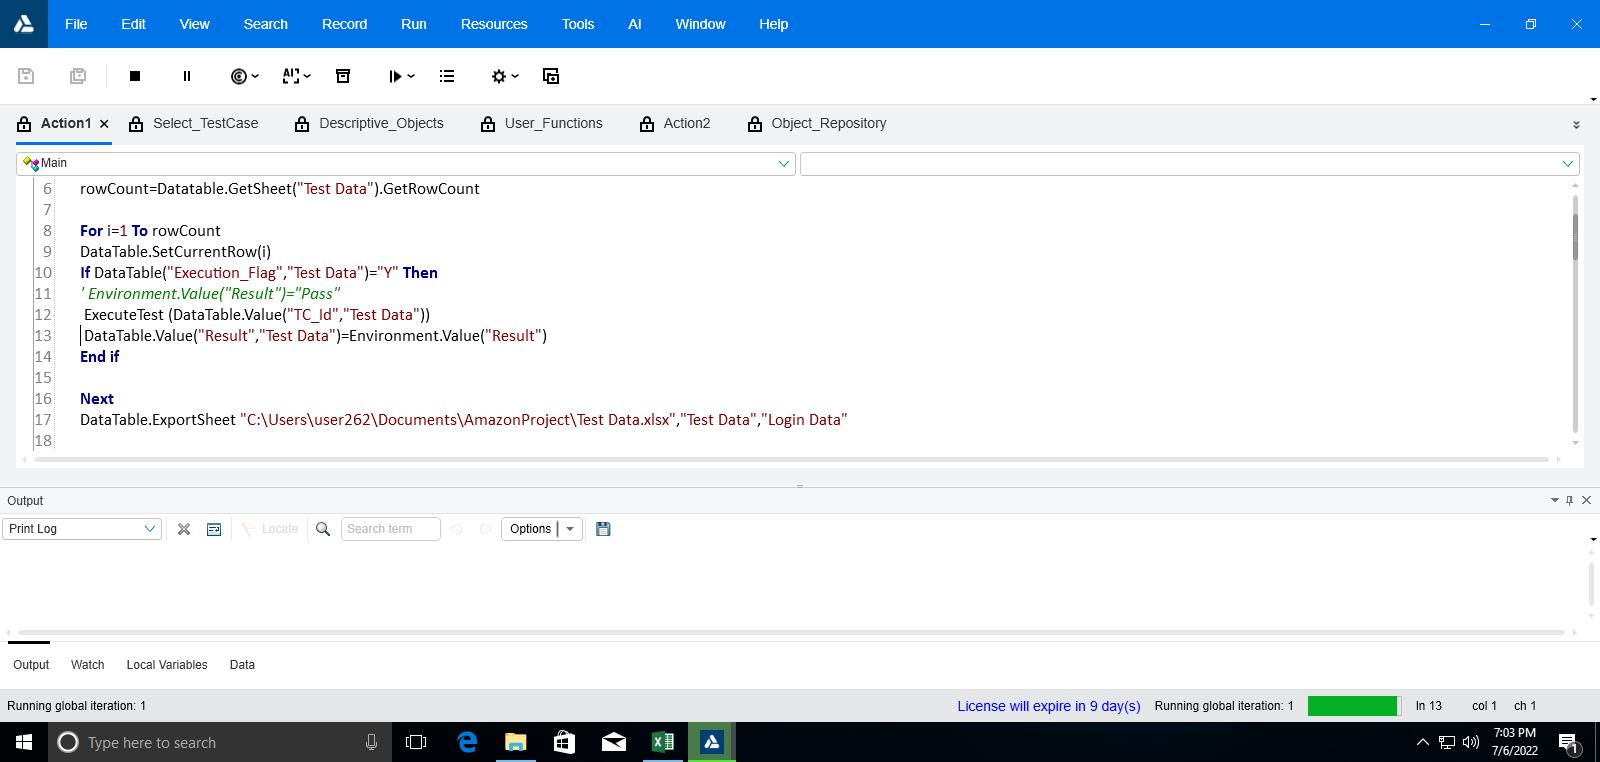 File Edit View Search Record Run Resources Tools AI Window Help
Action1 Select_TestCase Descriptive_Objects User_Functions Action2 Object_Repository
Main
6 rowCount=Datatable.GetSheet("Test Data").GetRowCount
7
8 For i=1 To rowCount
9 DataTable.SetCurrentRow(i)
10 If DataTable("Execution_Flag","Test Data")="Y" Then
11 ' Environment.Value("Result")="Pass"
12 ExecuteTest (DataTable.Value("TC_Id","Test Data"))
13 DataTable.Value("Result","Test Data")=Environment.Value("Result")
14 End if
15
16 Next
17 DataTable.ExportSheet "C:\Users\user262\Documents\AmazonProject\Test Data.xlsx","Test Data","Login Data"
18
Output
Print Log Locate Search term Options
Output Watch Local Variables Data
Running global iteration: 1 License will expire in 9 day(s) Running global iteration: 1 ln 13 col 1 ch 1
Type here to search
7:03 PM
7/6/2022
1